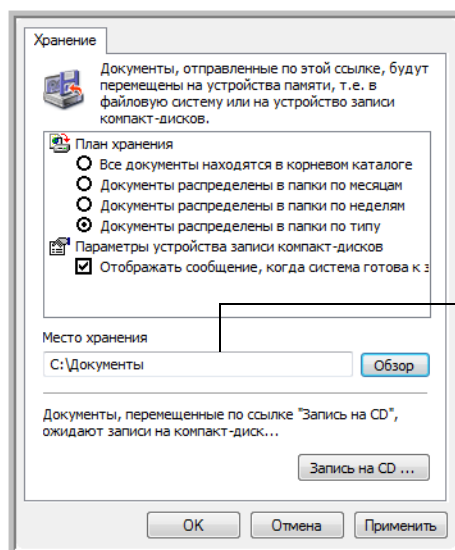 Хранение
Документы, отправленные по этой ссылке, будут
перемещены на устройства памяти, т.е. в
файловую систему или на устройство записи
компакт-дисков.
План хранения
Все документы находятся в корневом каталоге
Документы распределены в папки по месяцам
Документы распределены в папки по неделям
Документы распределены в папки по типу
Параметры устройства записи компакт-дисков
Отображать сообщение, когда система готова к з
Место хранения
C:\Документы
Обзор
Документы, перемещенные по ссылке "Запись на CD",
ожидают записи на компакт-диск...
Запись на CD ...
OK
Отмена
Применить